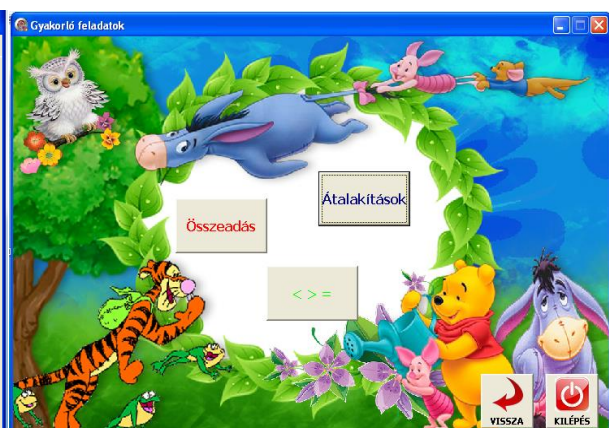 Gyakorló feladatok
Átalakítások
Összeadás
< > =
VISSZA
KILÉPÉS